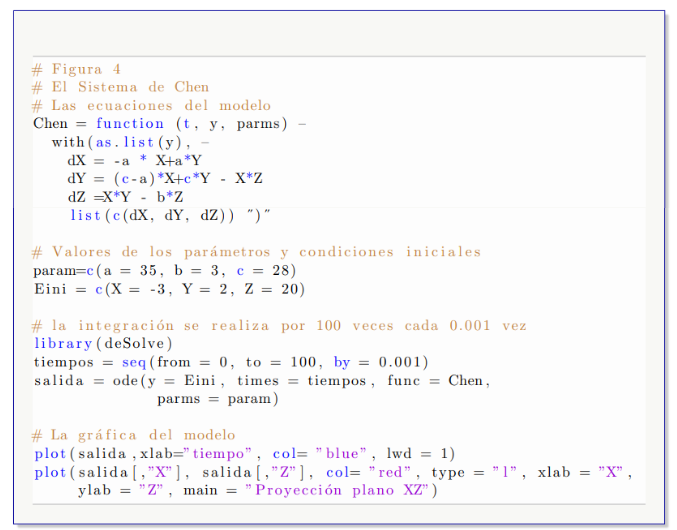 # Figura 4
# El Sistema de Chen
# Las ecuaciones del modelo
Chen = function (t, y, parms) –
with(as.list(y), –
dX = -a * X+a*Y
dY = (c-a)*X+c*Y - X*Z
dZ =X*Y - b*Z
list(c(dX, dY, dZ)) ”)”
# Valores de los parámetros y condiciones iniciales
param=c(a = 35, b = 3, c = 28)
Eini = c(X = -3, Y = 2, Z = 20)
# la integración se realiza por 100 veces cada 0.001 vez
library(deSolve)
tiempos = seq(from = 0, to = 100, by = 0.001)
salida = ode(y = Eini, times = tiempos, func = Chen,
parms = param)
# La gráfica del modelo
plot(salida,xlab=”tiempo”, col= ”blue”, lwd = 1)
plot(salida[,”X”], salida[,”Z”], col= ”red”, type = ”l”, xlab = ”X”,
ylab = ”Z”, main = ”Proyección plano XZ”)